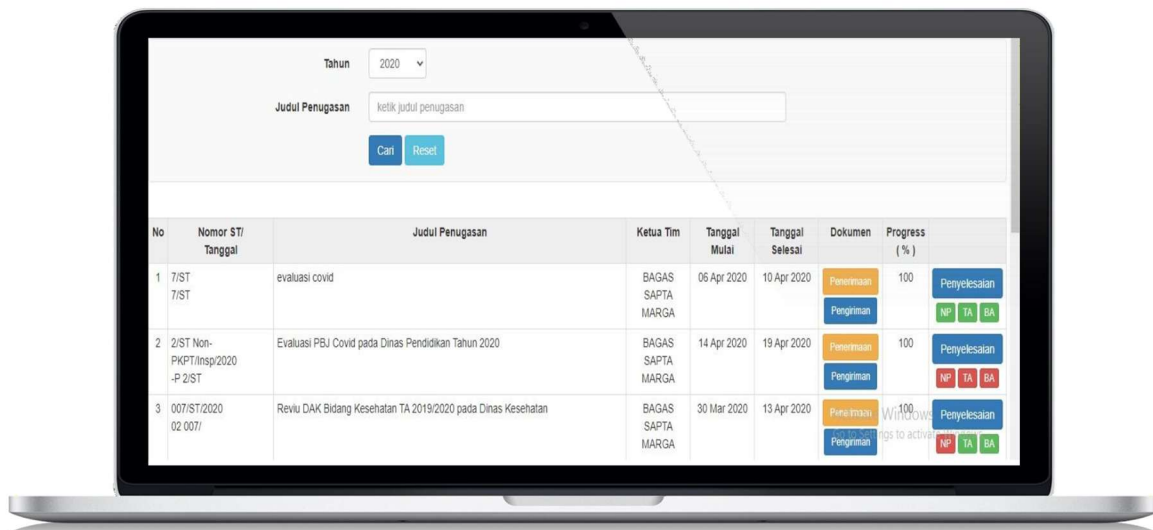 Tahun 2020
Judul Penugasan ketik judul penugasan
Cari Reset
No Nomor ST/ Tanggal Judul Penugasan Ketua Tim Tanggal Mulai Tanggal Selesai Dokumen Progress ( % )
1 7/ST evaluasi covid BAGAS 06 Apr 2020 10 Apr 2020 Penerimaan 100 Penyelesaian
7/ST SAPTA Pengiriman NP TA BA
MARGA
2 2/ST Non- Evaluasi PBJ Covid pada Dinas Pendidikan Tahun 2020 BAGAS 14 Apr 2020 19 Apr 2020 Penerimaan 100 Penyelesaian
PKPT/Insp/2020 SAPTA Pengiriman NP TA BA
-P 2/ST MARGA
3 007/ST/2020 Reviu DAK Bidang Kesehatan TA 2019/2020 pada Dinas Kesehatan BAGAS 30 Mar 2020 13 Apr 2020 Penerimaan 100 Windows Penyelesaian
02 007/ SAPTA Pengiriman Go to Settings to activate NP TA BA
MARGA